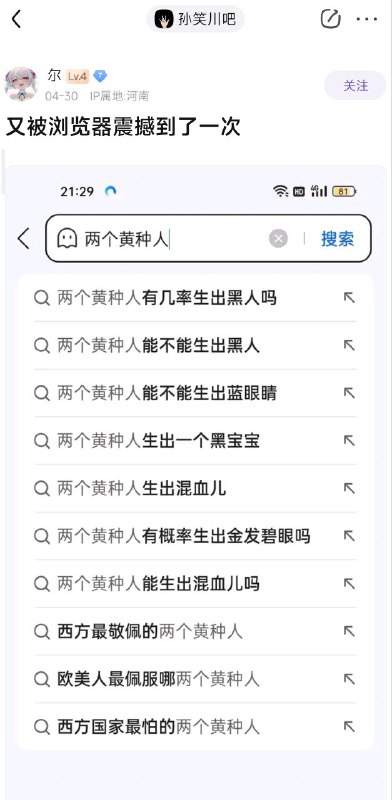 孙笑川吧
尔 Lv.4
关注
04-30 IP属地:河南
又被浏览器震撼到了一次
21:29 HD 4G 81
两个黄种人 搜索
两个黄种人有几率生出黑人吗
两个黄种人能不能生出黑人
两个黄种人能不能生出蓝眼睛
两个黄种人生出一个黑宝宝
两个黄种人生出混血儿
两个黄种人有概率生出金发碧眼吗
两个黄种人能生出混血儿吗
西方最敬佩的两个黄种人
欧美人最佩服哪两个黄种人
西方国家最怕的两个黄种人